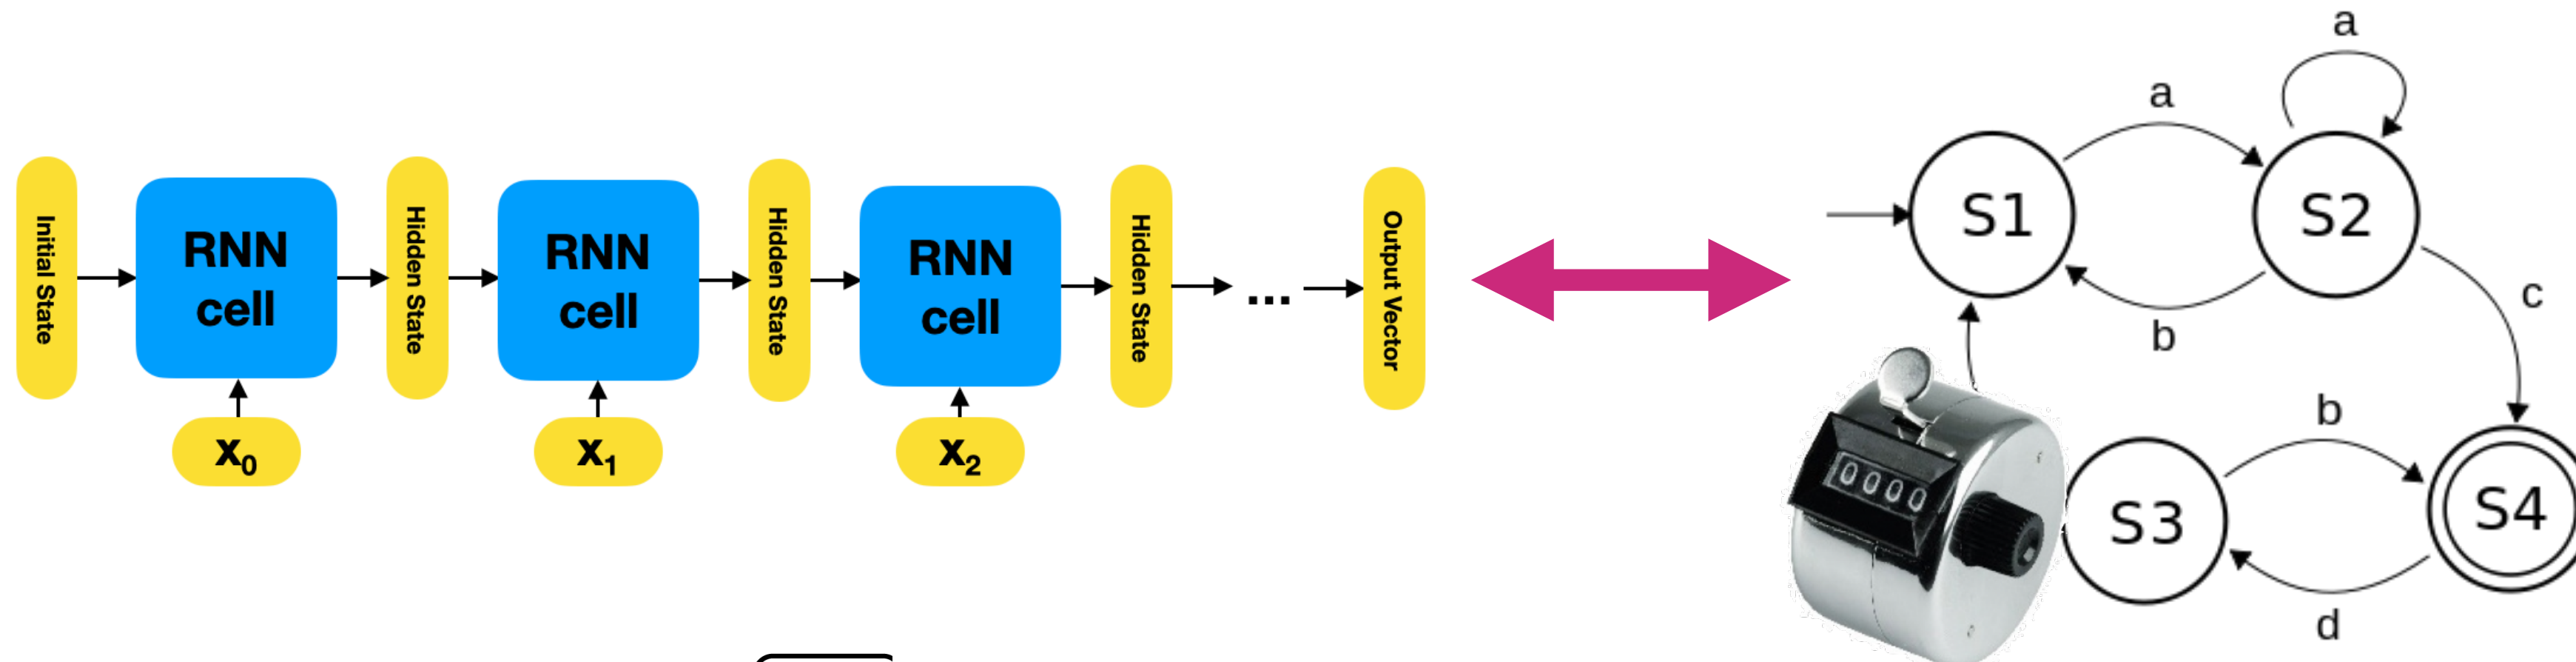 Initial State
RNN
cell
x₀
Hidden State
RNN
cell
x₁
Hidden State
RNN
cell
x₂
Hidden State
...
Output Vector
a
a
S1
S2
b
c
0000
S3
b
S4
d